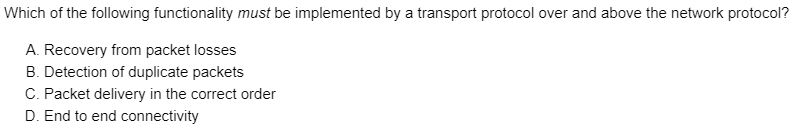 Which of the following functionality must be implemented by a transport protocol over and above the network protocol?
A. Recovery from packet losses
B. Detection of duplicate packets
C. Packet delivery in the correct order
D. End to end connectivity